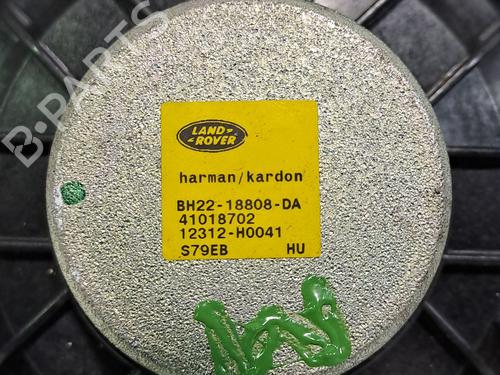 B-PARTS
LAND-
ROVER
harman/kardon
BH22-18808-DA
41018702
12312-H0041
S79EB HU